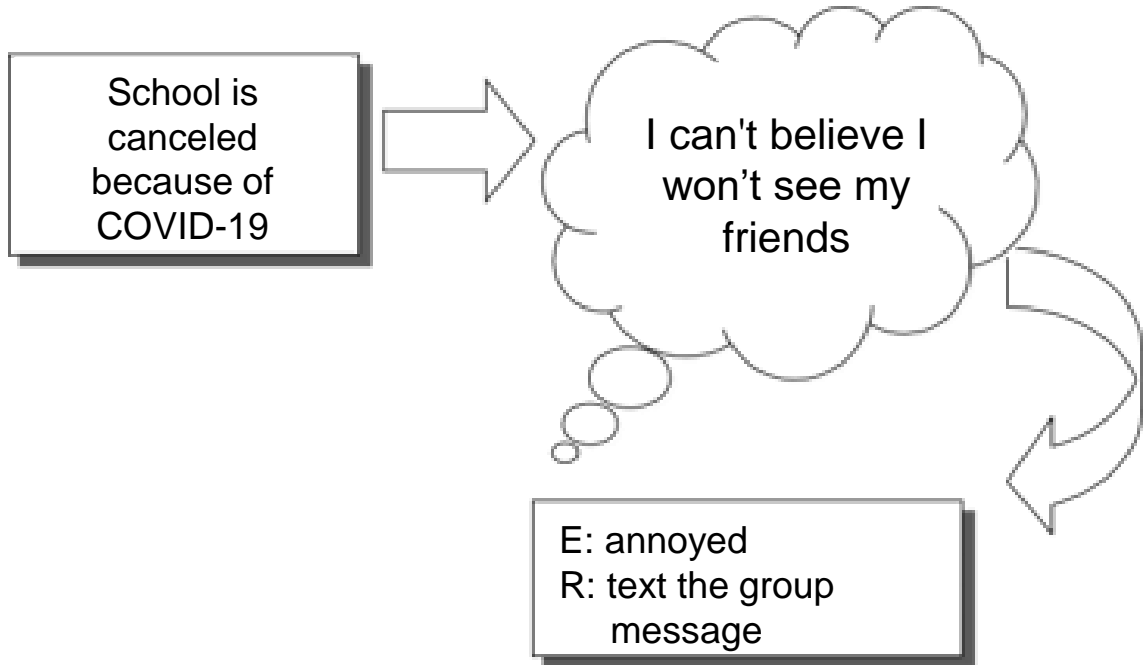 School is
canceled
because of
COVID-19
I can't believe I
won’t see my
friends
E: annoyed
R: text the group
message